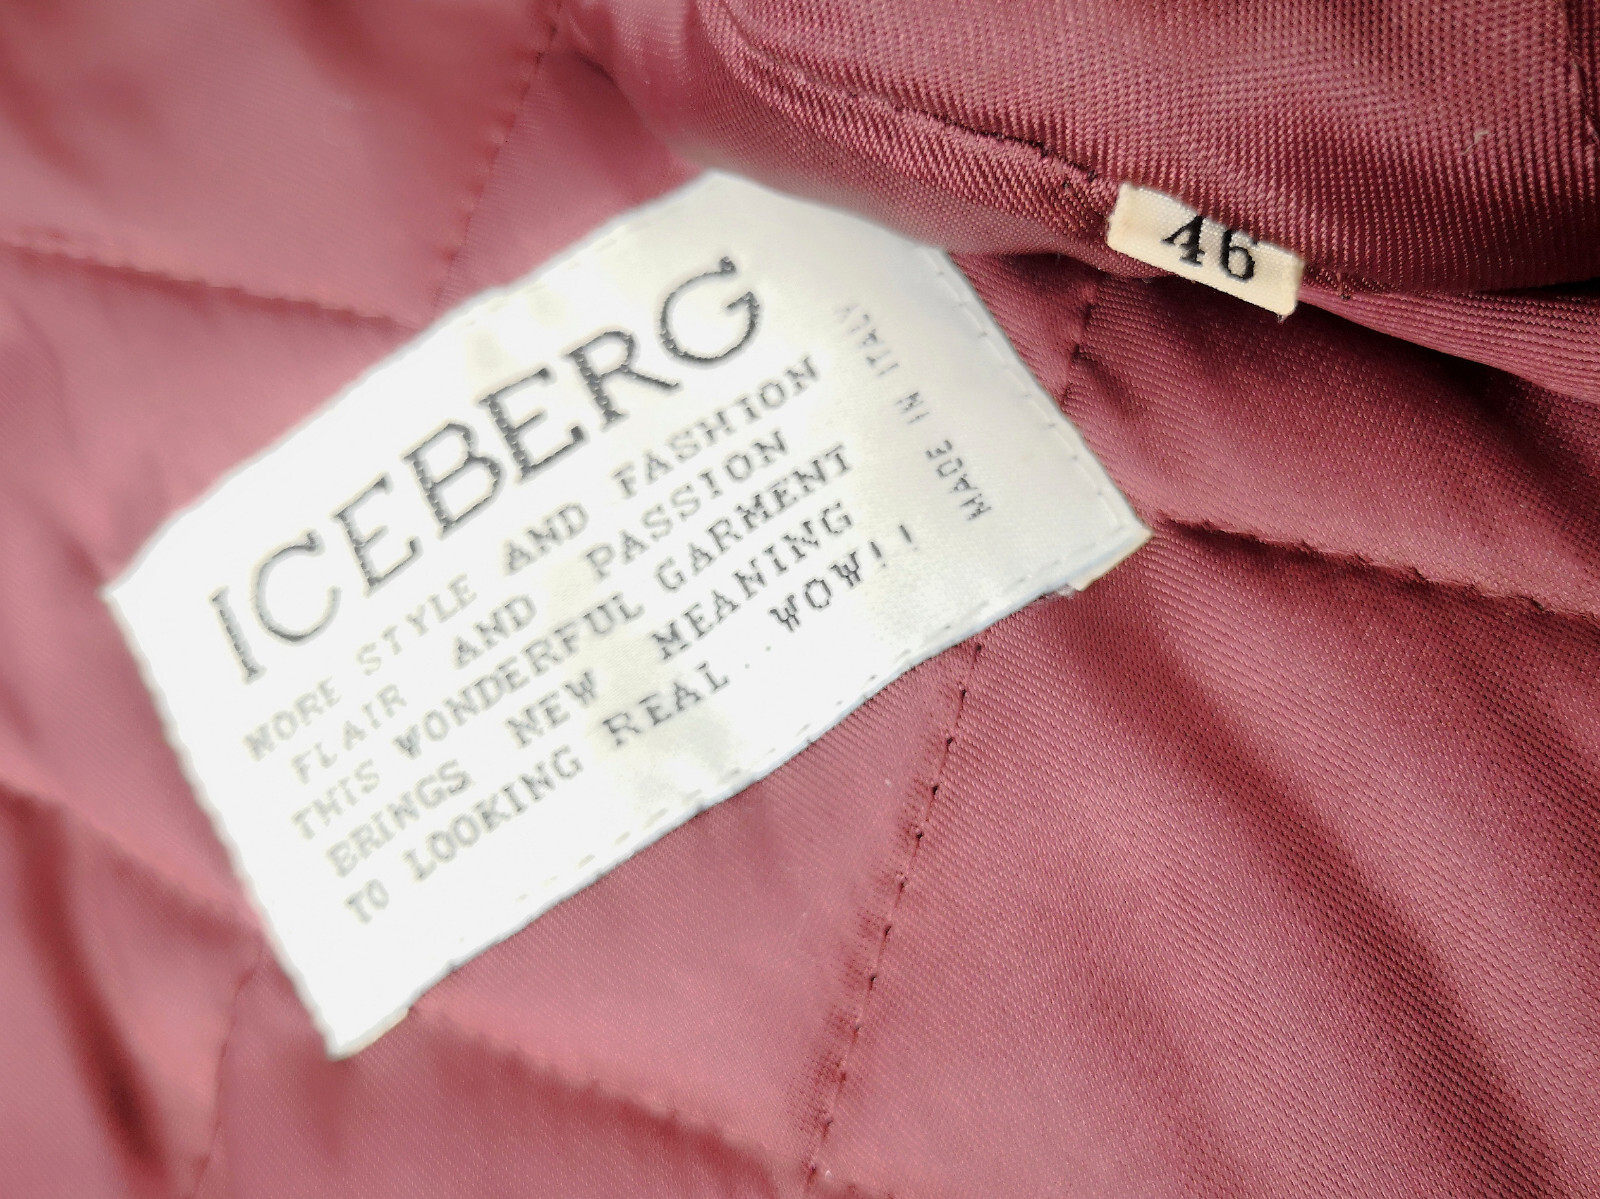 ICEBERG
MORE STYLE AND FASHION
FLAIR AND PASSION
THIS WONDERFUL GARMENT
BRINGS NEW MEANING
TO LOOKING REAL....WOW!!
MADE IN ITALY
46